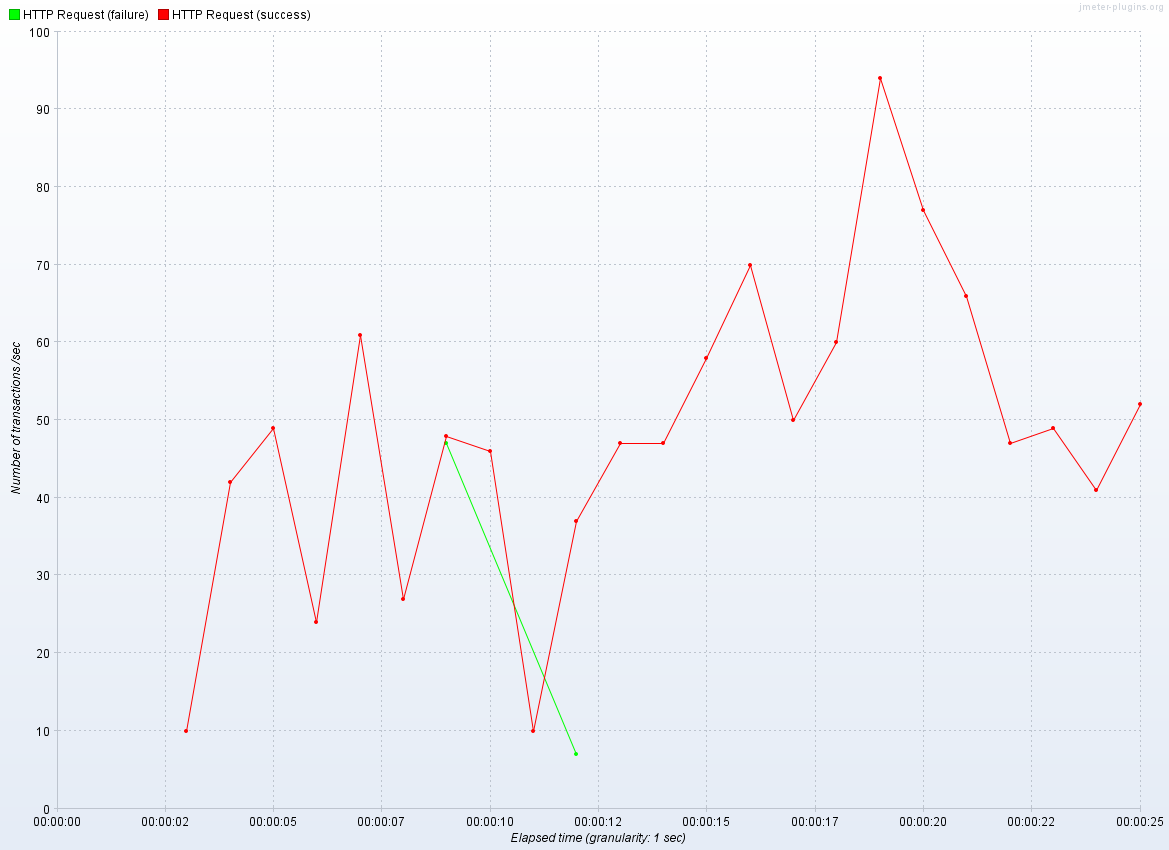 HTTP Request (failure) HTTP Request (success)
jmeter-plugins.org
100
90
80
70
60
50
40
30
20
10
0
Number of transactions /sec
00:00:00 00:00:02 00:00:05 00:00:07 00:00:10 00:00:12 00:00:15 00:00:17 00:00:20 00:00:22 00:00:25
Elapsed time (granularity: 1 sec)